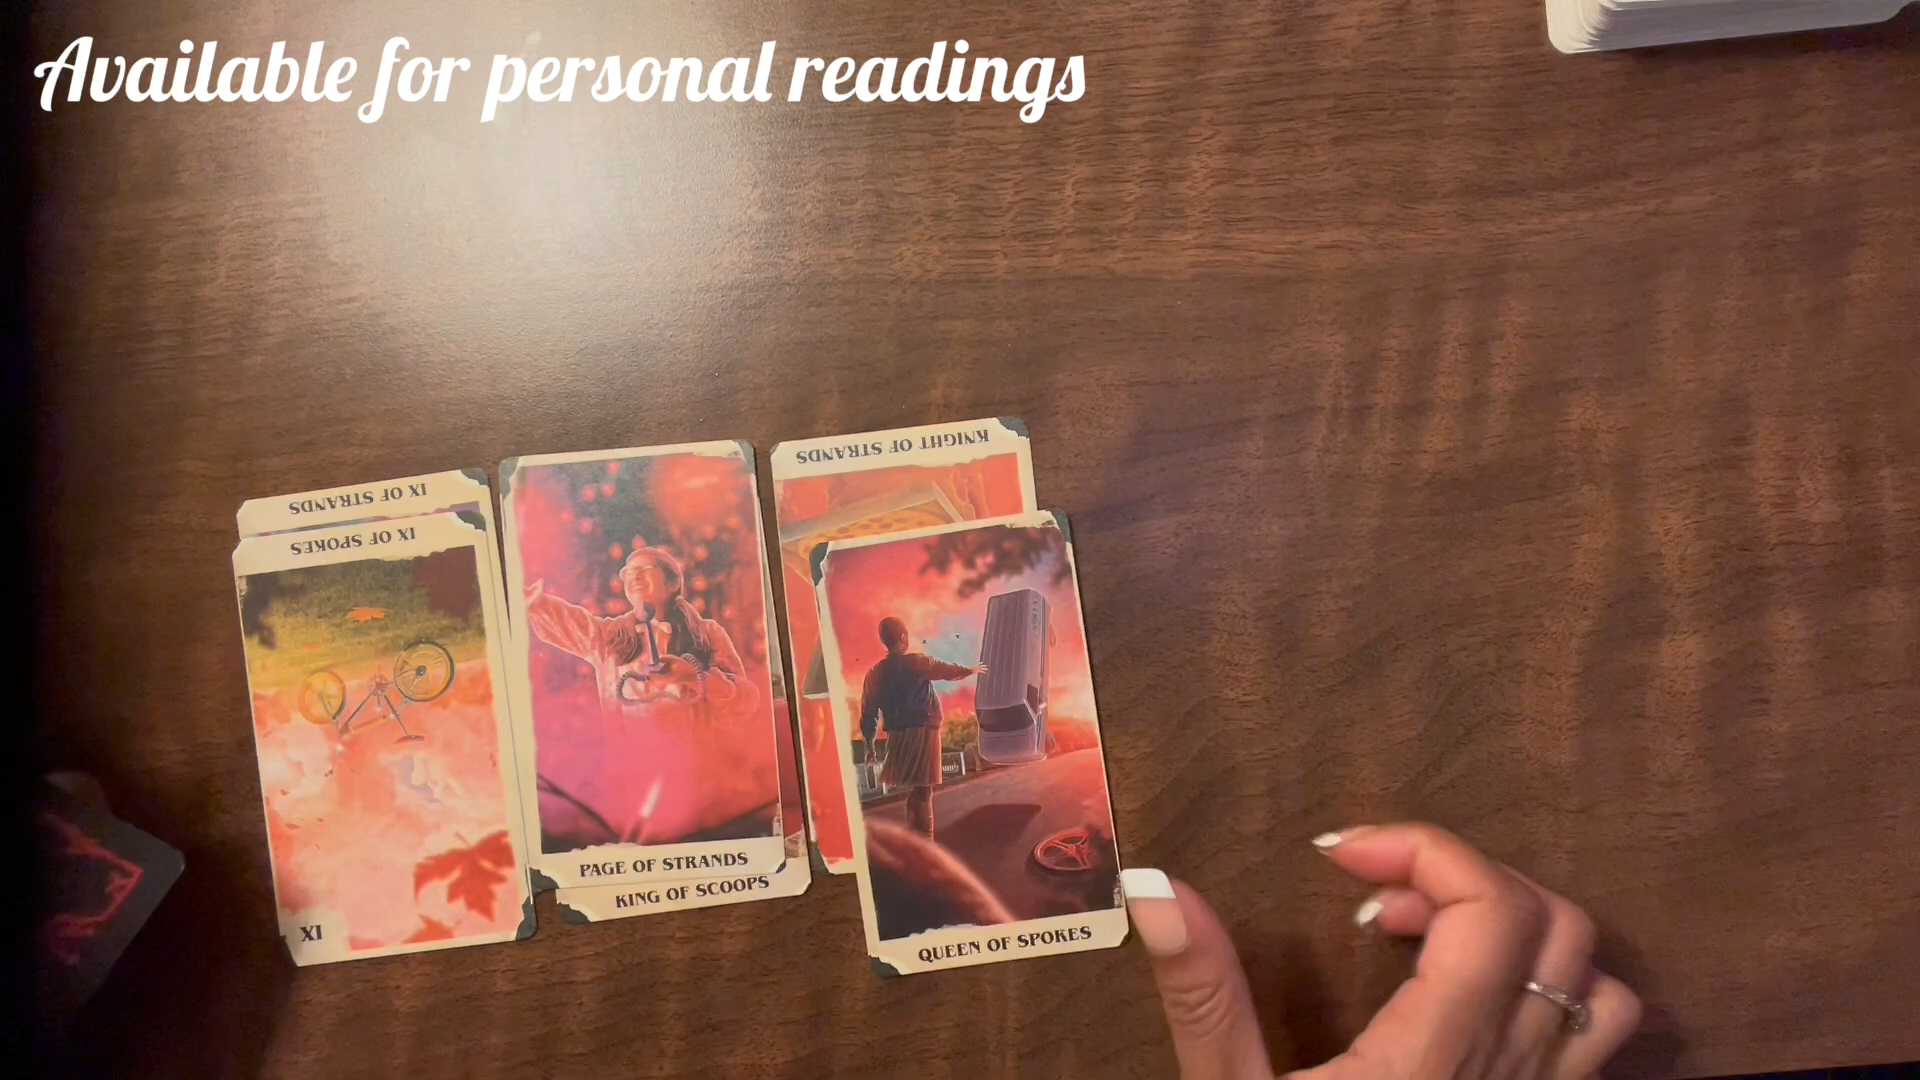 Available for personal readings
KNIGHT OF STRANDS
IX OF STRANDS
IX OF SPOKES
PAGE OF STRANDS
KING OF SCOOPS
QUEEN OF SPOKES
IX